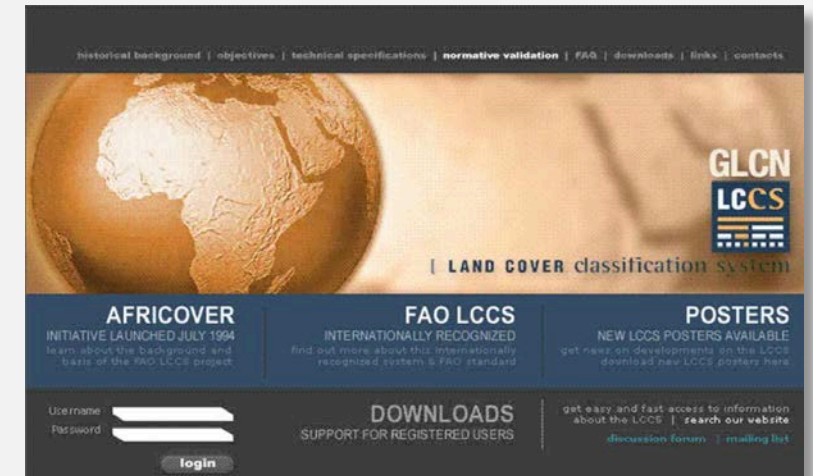 historical background | objectives | technical specifications | normative validation | FAQ | downloads | links | contacts
GLCN
LCCS
[ LAND COVER classification system
AFRICOVER
INITIATIVE LAUNCHED JULY 1994
learn about the background and
basis of the FAO LCCS project
FAO LCCS
INTERNATIONALLY RECOGNIZED
find out more about this internationally
recognized system & FAO standard
POSTERS
NEW LCCS POSTERS AVAILABLE
get news on developments on the LCCS
download new LCCS posters here
Username
Password
login
DOWNLOADS
SUPPORT FOR REGISTERED USERS
get easy and fast access to information
about the LCCS | search our website
discussion forum | mailing list